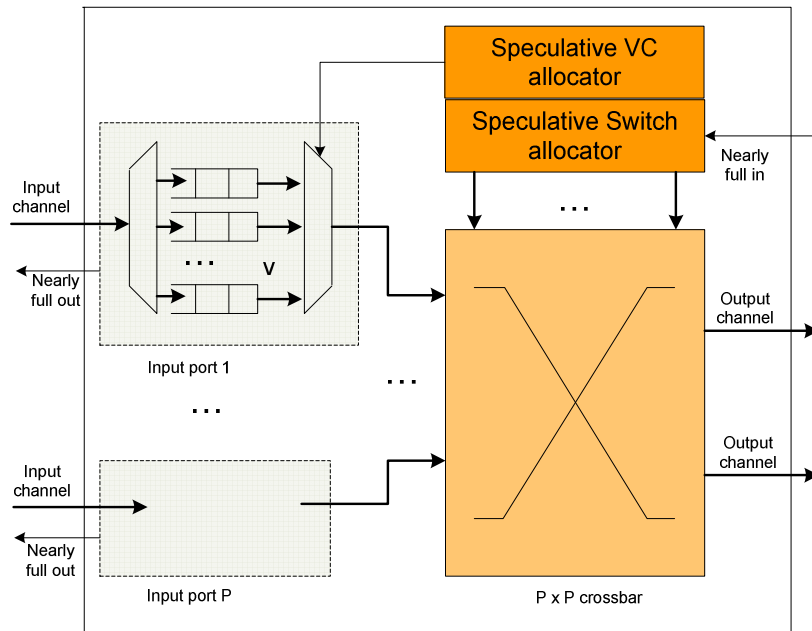 Speculative VC
allocator
Speculative Switch
allocator
Nearly
full in
Input
channel
Nearly
full out
...
V
...
Input port 1
...
...
Output
channel
Input
channel
Output
channel
Nearly
full out
Input port P
P x P crossbar